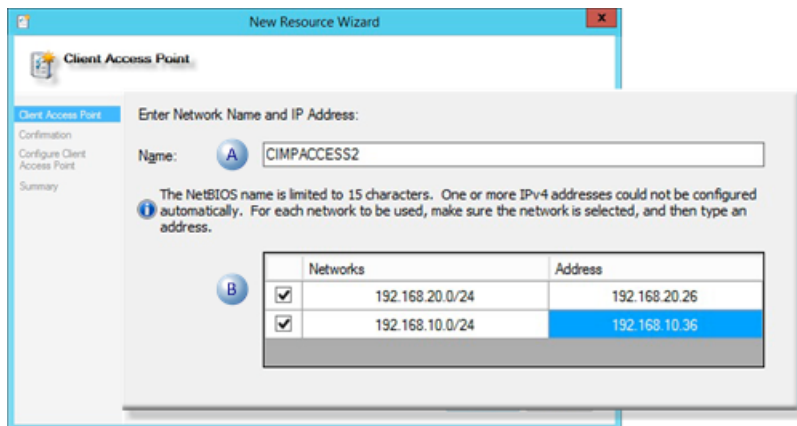 New Resource Wizard
x
Client Access Point
Client Access Point
Confirmation
Configure Client
Access Point
Summary
Enter Network Name and IP Address:
Name:
A
CIMPACCESS2
The NetBIOS name is limited to 15 characters. One or more IPv4 addresses could not be configured
automatically. For each network to be used, make sure the network is selected, and then type an
address.
B
Networks Address
192.168.20.0/24 192.168.20.26
192.168.10.0/24 192.168.10.36